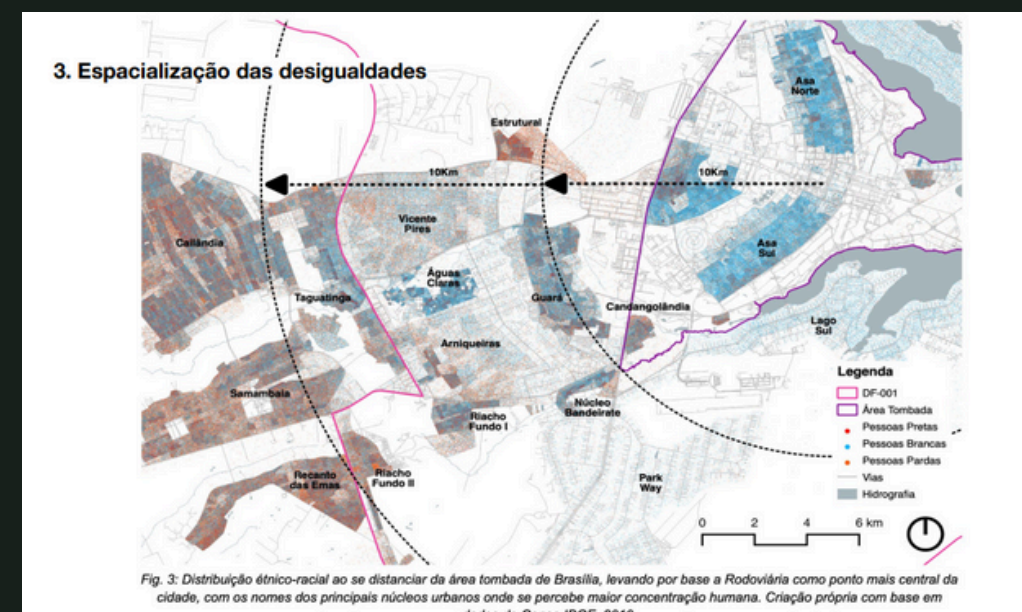 3. Espacialização das desigualdades
Asa
Norte
Estrutural
10Km
10Km
Vicente
Pires
Ceilândia
Asa
Sul
Águas
Claras
Taguatinga
Guará
Candangolândia
Lago
Sul
Arniqueiras
Samambaia
Núcleo
Bandeirate
Riacho
Fundo I
Recanto
das Emas
Riacho
Fundo II
Park
Way
Legenda
DF-001
Área Tombada
Pessoas Pretas
Pessoas Brancas
Pessoas Pardas
Vias
Hidrografia
0 2 4 6 km
Fig. 3: Distribuição étnico-racial ao se distanciar da área tombada de Brasília, levando por base a Rodoviária como ponto mais central da
cidade, com os nomes dos principais núcleos urbanos onde se percebe maior concentração humana. Criação própria com base em